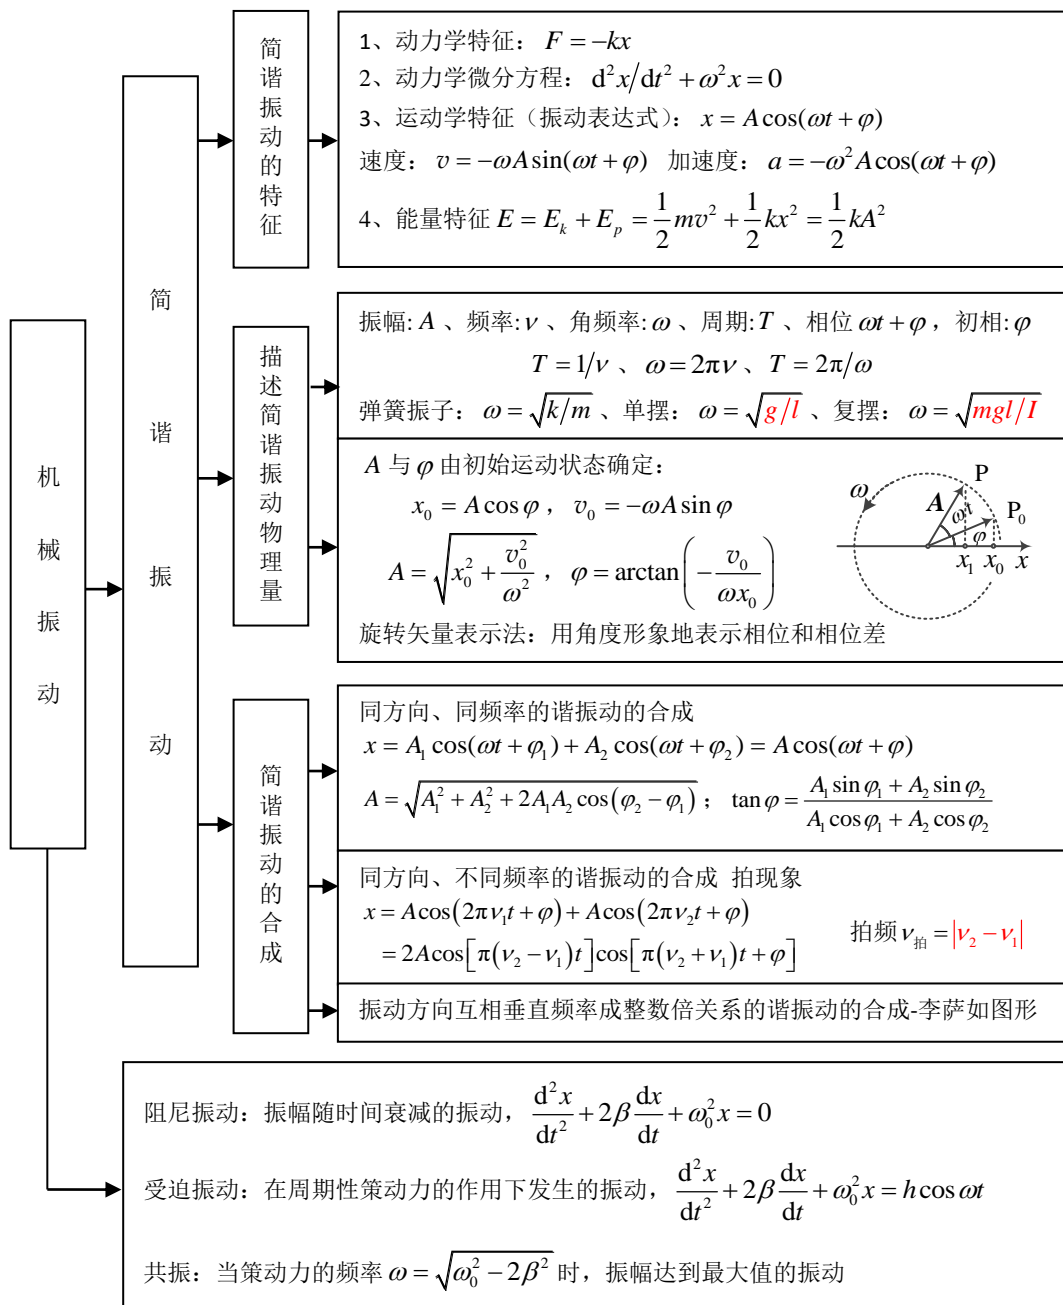 机械振动
简谐振动
简谐振动的特征
1、动力学特征：F = −kx
2、动力学微分方程：d²x/dt² + ω²x = 0
3、运动学特征（振动表达式）：x = A cos(ωt + φ)
速度：v = −ωA sin(ωt + φ) 加速度：a = −ω²A cos(ωt + φ)
4、能量特征 E = E_k + E_p = 1/2 mv² + 1/2 kx² = 1/2 kA²
描述简谐振动物理量
振幅：A、频率：ν、角频率：ω、周期：T、相位 ωt + φ，初相：φ
T = 1/ν、ω = 2πν、T = 2π/ω
弹簧振子：ω = √(k/m)、单摆：ω = √(g/l)、复摆：ω = √(mgl/I)
A 与 φ 由初始运动状态确定：
x₀ = A cos φ，v₀ = −ωA sin φ
A = √(x₀² + v₀²/ω²)，φ = arctan(−v₀/(ωx₀))
旋转矢量表示法：用角度形象地表示相位和相位差
ω
A
P
P₀
ωt
φ
x₁
x₀
x
简谐振动的合成
同方向、同频率的谐振动的合成
x = A₁ cos(ωt + φ₁) + A₂ cos(ωt + φ₂) = A cos(ωt + φ)
A = √(A₁² + A₂² + 2A₁A₂ cos(φ₂ − φ₁))；tan φ = (A₁ sin φ₁ + A₂ sin φ₂)/(A₁ cos φ₁ + A₂ cos φ₂)
同方向、不同频率的谐振动的合成 拍现象
x = A cos(2πν₁t + φ) + A cos(2πν₂t + φ)
= 2A cos[π(ν₂ − ν₁)t] cos[π(ν₂ + ν₁)t + φ]
拍频 ν拍 = |ν₂ − ν₁|
振动方向互相垂直频率成整数倍关系的谐振动的合成-李萨如图形
阻尼振动：振幅随时间衰减的振动，d²x/dt² + 2β dx/dt + ω₀²x = 0
受迫振动：在周期性策动力的作用下发生的振动，d²x/dt² + 2β dx/dt + ω₀²x = h cos ωt
共振：当策动力的频率 ω = √(ω₀² − 2β²) 时，振幅达到最大值的振动